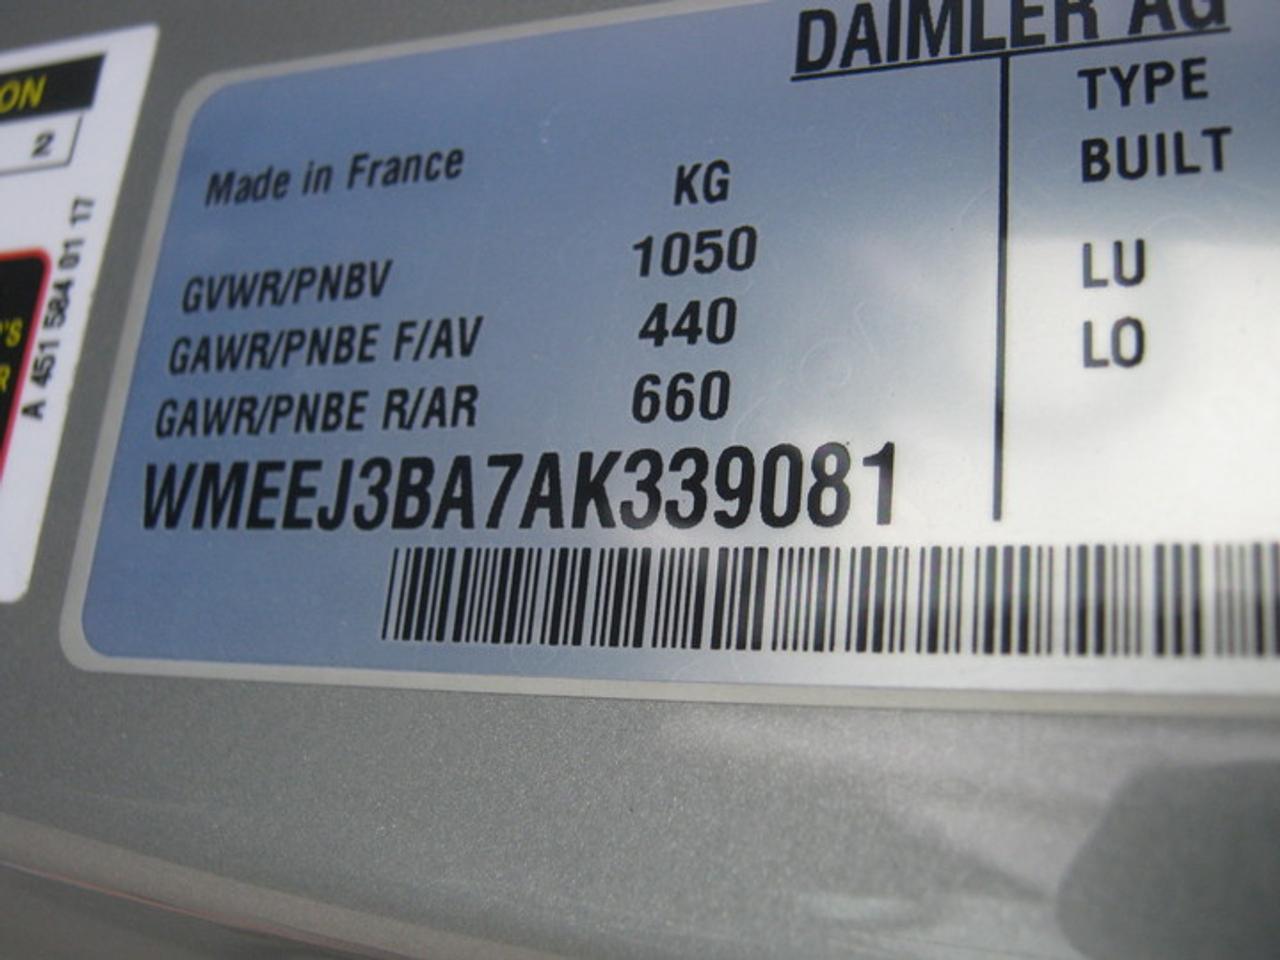 ON
2
A 451 584 01 17
'S
R
DAIMLER AG
Made in France
KG
GVWR/PNBV 1050
GAWR/PNBE F/AV 440
GAWR/PNBE R/AR 660
WMEEJ3BA7AK339081
TYPE
BUILT
LU
LO